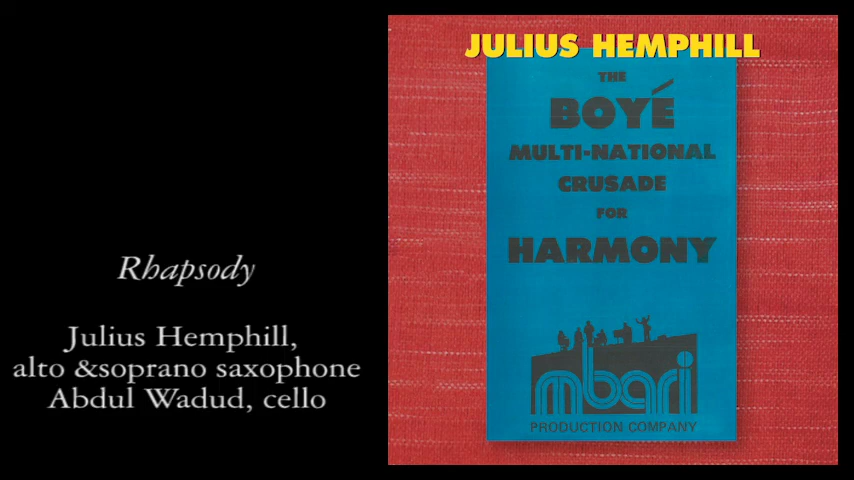 Rhapsody
Julius Hemphill,
alto &soprano saxophone
Abdul Wadud, cello
JULIUS HEMPHILL
THE
BOYÉ
MULTI-NATIONAL
CRUSADE
FOR
HARMONY
mbari
PRODUCTION COMPANY